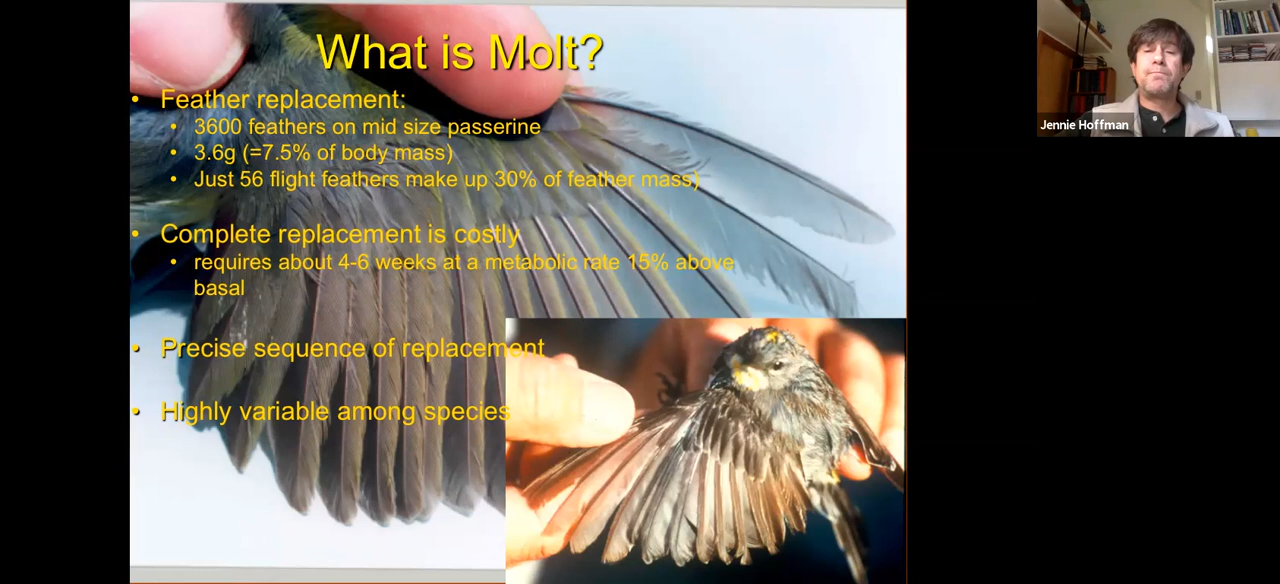 What is Molt?
• Feather replacement:
• 3600 feathers on mid size passerine
• 3.6g (=7.5% of body mass)
• Just 56 flight feathers make up 30% of feather mass)
• Complete replacement is costly
• requires about 4-6 weeks at a metabolic rate 15% above
basal
• Precise sequence of replacement
• Highly variable among species
Jennie Hoffman